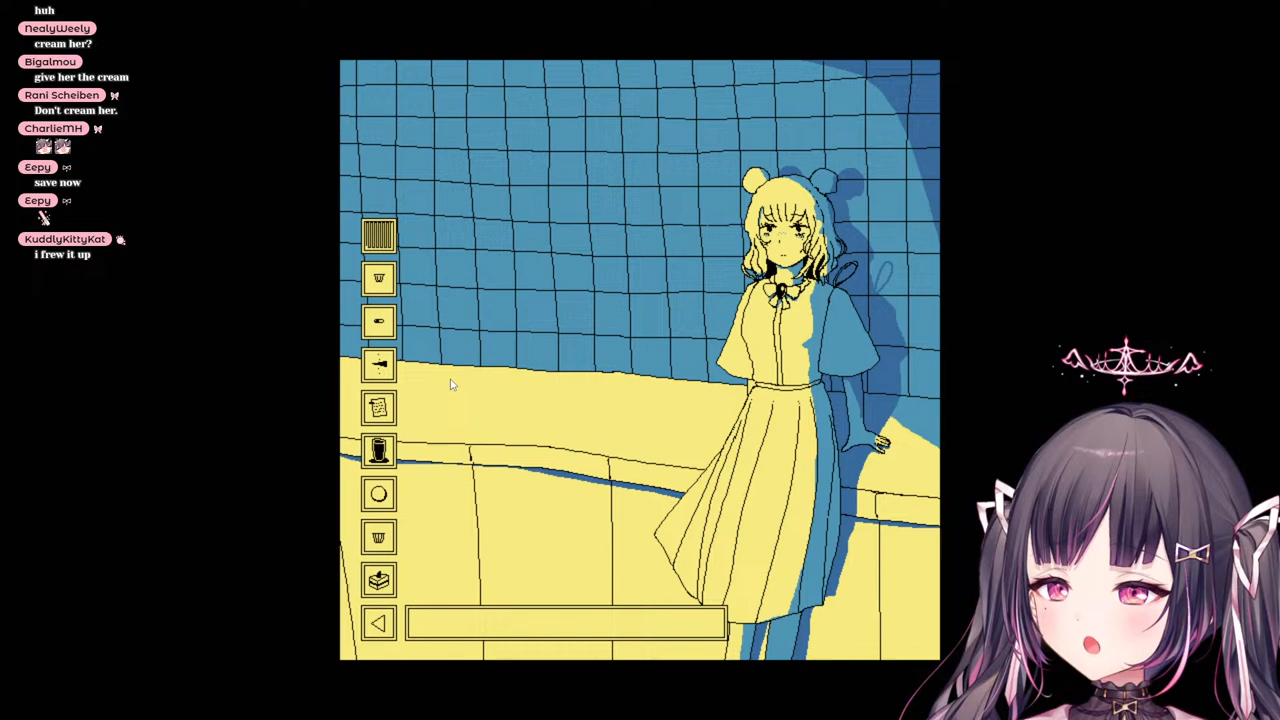 huh
NealyWeely
cream her?
Bigalmou
give her the cream
Rani Scheiben
Don't cream her.
CharlieMH
Eepy
save now
Eepy
KuddlyKittyKat
i frew it up